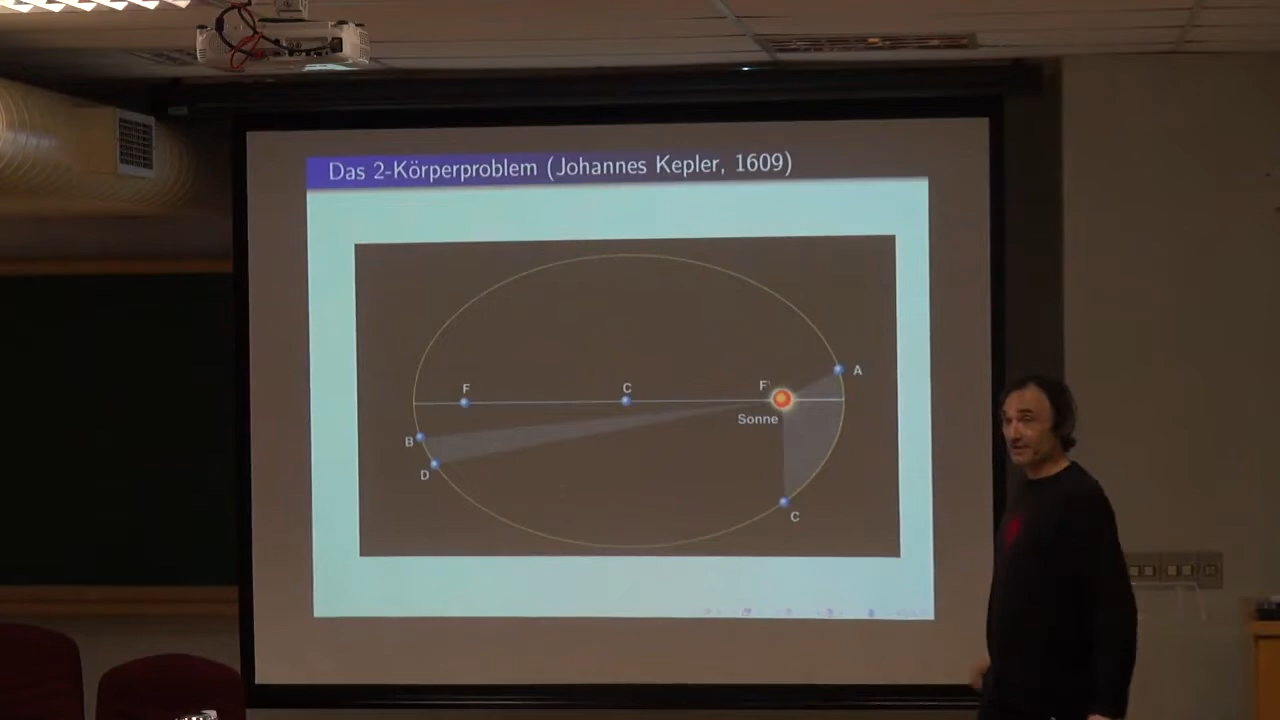 Das 2-Körperproblem (Johannes Kepler, 1609)
A
F
C
F'
Sonne
B
D
C